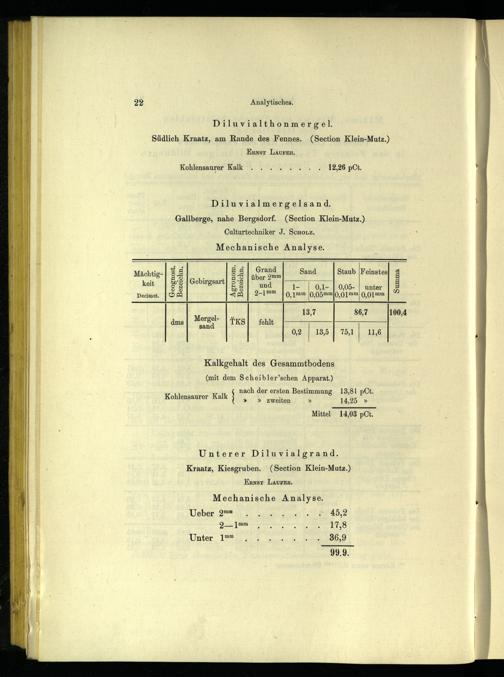 22 Analytisches.
Diluvialthonmergel.
Südlich Kraatz, am Rande des Fennes. (Section Klein-Mutz.)
Ernst Laufer.
Kohlensaurer Kalk . . . . . . . . 12,26 pCt.
Diluvialmergelsand.
Gallberge, nahe Bergsdorf. (Section Klein-Mutz.)
Culturtechniker J. Scholz.
Mechanische Analyse.
Mächtig-
keit
Decimet.
Geognost.
Bezeichn.
Gebirgsart
Agronom.
Bezeichn.
Grand
über 2mm
und
2-1mm
Sand
1-
0,1mm
0,1-
0,05mm
Staub
0,05-
0,01mm
Feinstes
unter
0,01mm
Summa
dms
Mergel-
sand
TKS
fehlt
13,7 86,7 100,4
0,2 13,5 75,1 11,6
Kalkgehalt des Gesammtbodens
(mit dem Scheibler'schen Apparat.)
Kohlensaurer Kalk { nach der ersten Bestimmung 13,81 pCt.
» » zweiten » 14,25 »
Mittel 14,03 pCt.
Unterer Diluvialgrand.
Kraatz, Kiesgruben. (Section Klein-Mutz.)
Ernst Laufer.
Mechanische Analyse.
Ueber 2mm . . . . . . . 45,2
2—1mm . . . . . . 17,8
Unter 1mm . . . . . . . 36,9
99.9.